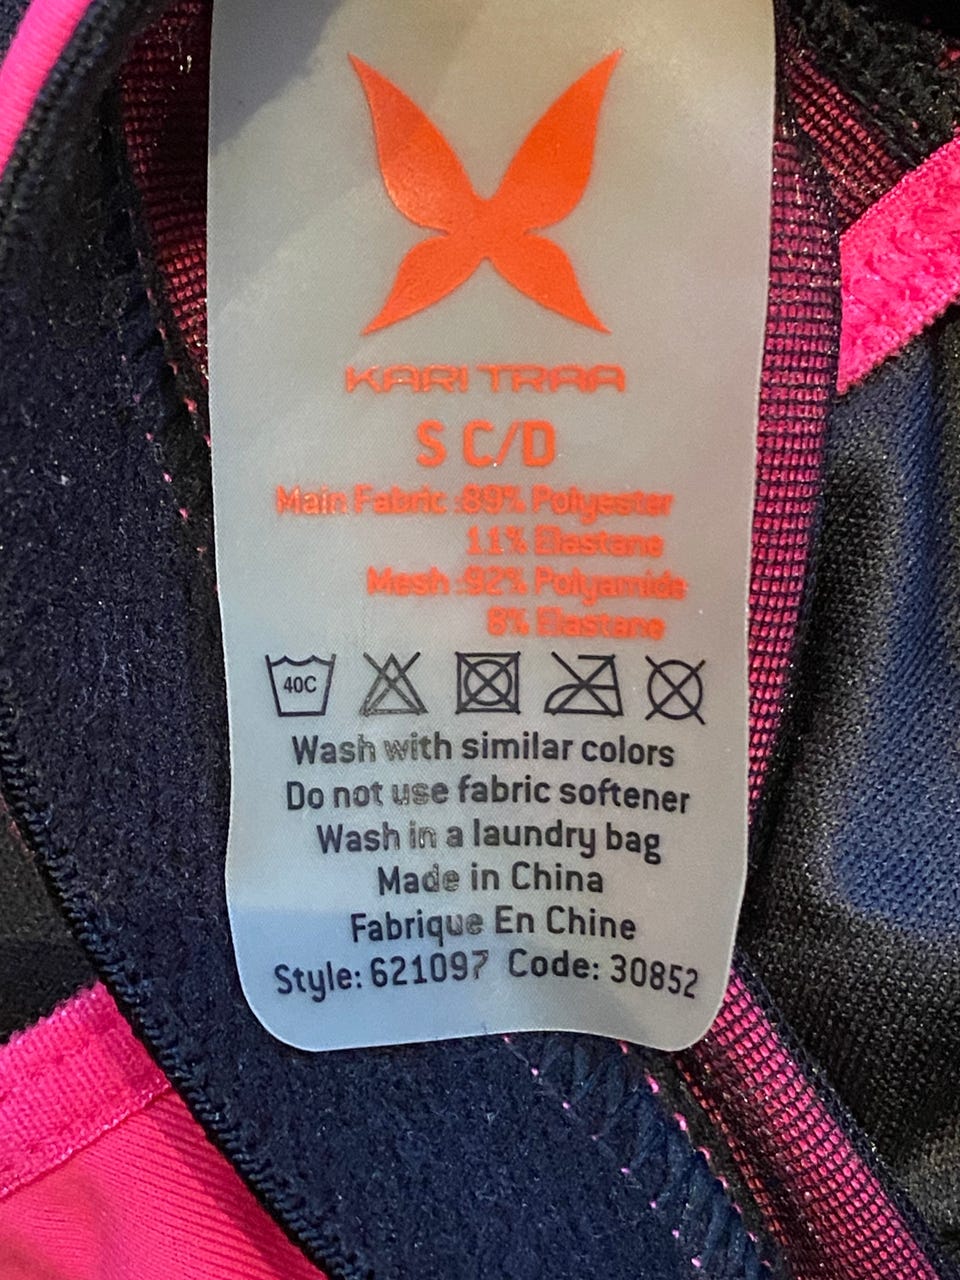 KARI TRAA
S C/D
Main Fabric :89% Polyester
11% Elastane
Mesh :92% Polyamide
8% Elastane
40C
Wash with similar colors
Do not use fabric softener
Wash in a laundry bag
Made in China
Fabrique En Chine
Style: 621097 Code: 30852